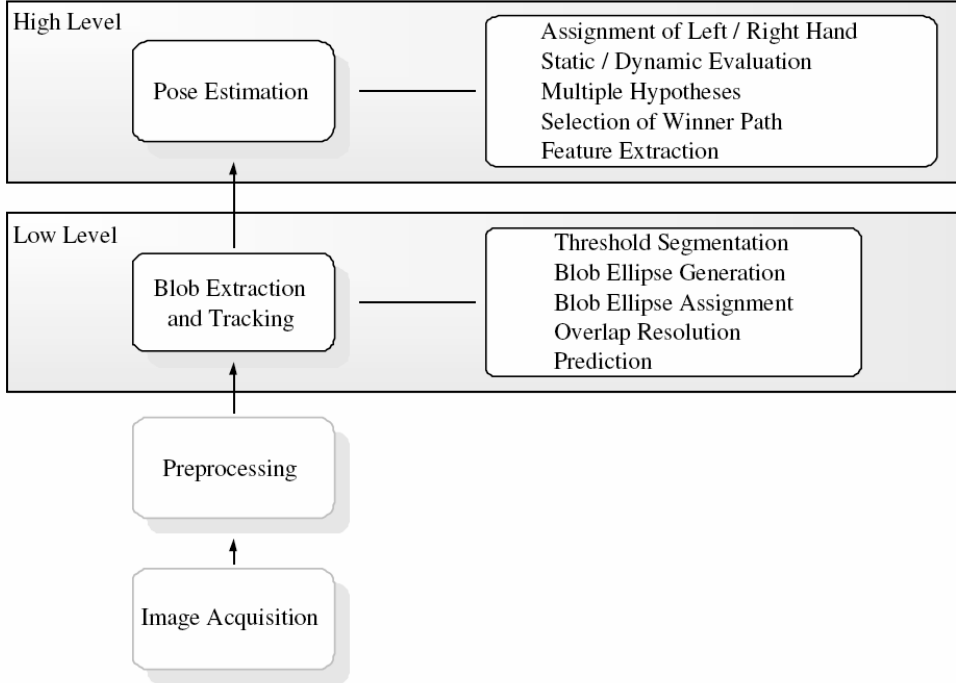 High Level
Pose Estimation
Assignment of Left / Right Hand
Static / Dynamic Evaluation
Multiple Hypotheses
Selection of Winner Path
Feature Extraction
Low Level
Blob Extraction
and Tracking
Threshold Segmentation
Blob Ellipse Generation
Blob Ellipse Assignment
Overlap Resolution
Prediction
Preprocessing
Image Acquisition